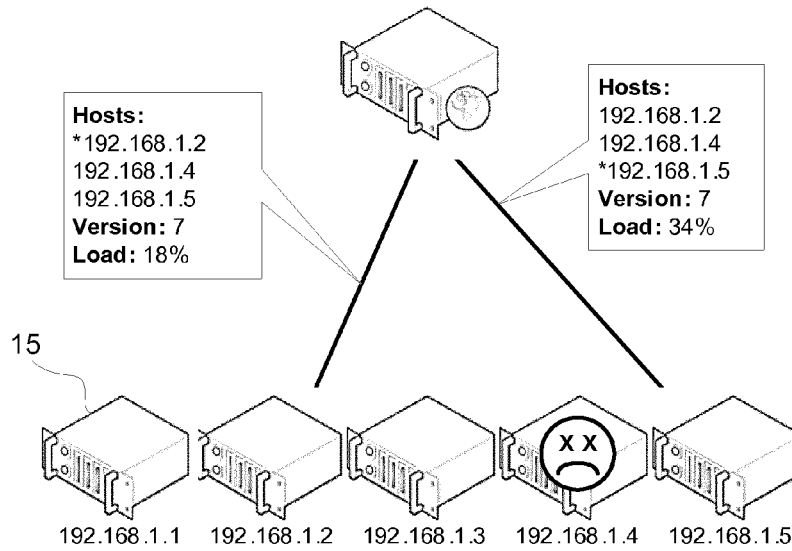 Hosts:
*192.168.1.2
192.168.1.4
192.168.1.5
Version: 7
Load: 18%
Hosts:
192.168.1.2
192.168.1.4
*192.168.1.5
Version: 7
Load: 34%
15
X X
192.168.1.1 192.168.1.2 192.168.1.3 192.168.1.4 192.168.1.5